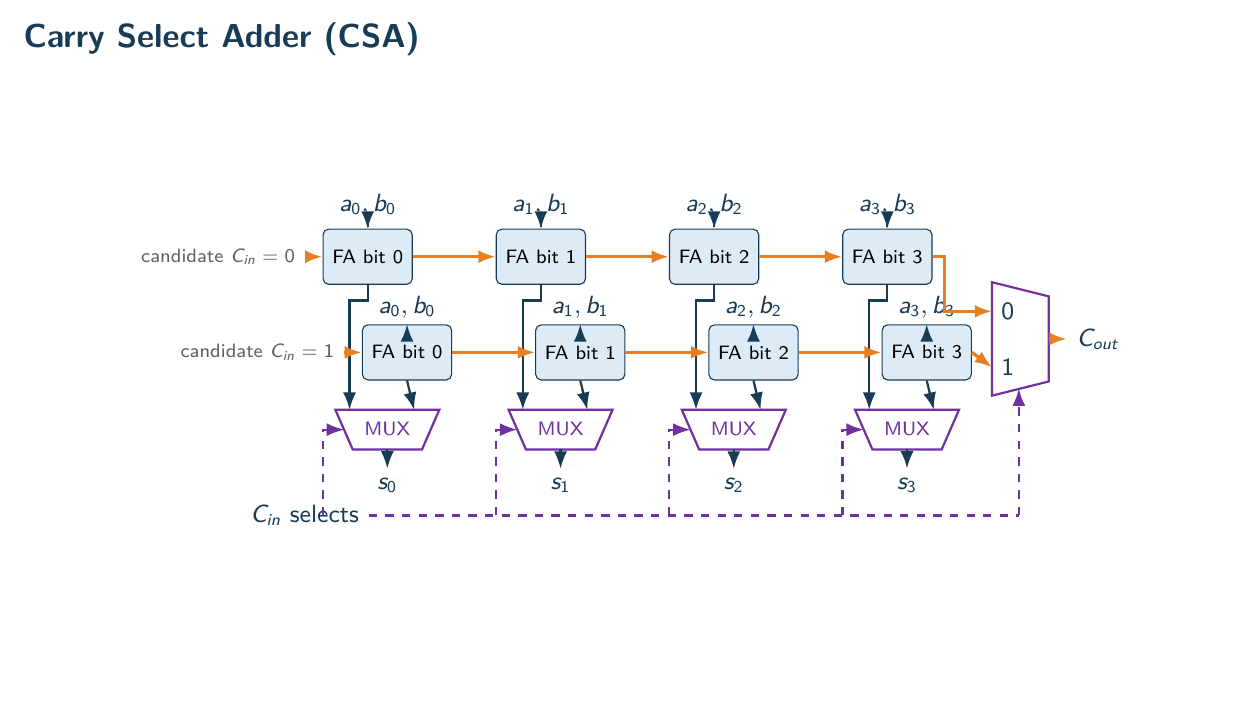 Carry Select Adder (CSA)
a₀, b₀ a₁, b₁ a₂, b₂ a₃, b₃
candidate Cᵢₙ = 0 FA bit 0 FA bit 1 FA bit 2 FA bit 3
a₀, b₀ a₁, b₁ a₂, b₂ a₃, b₃ 0
Cₒᵤₜ
candidate Cᵢₙ = 1 FA bit 0 FA bit 1 FA bit 2 FA bit 3 1
MUX MUX MUX MUX
s₀ s₁ s₂ s₃
Cᵢₙ selects